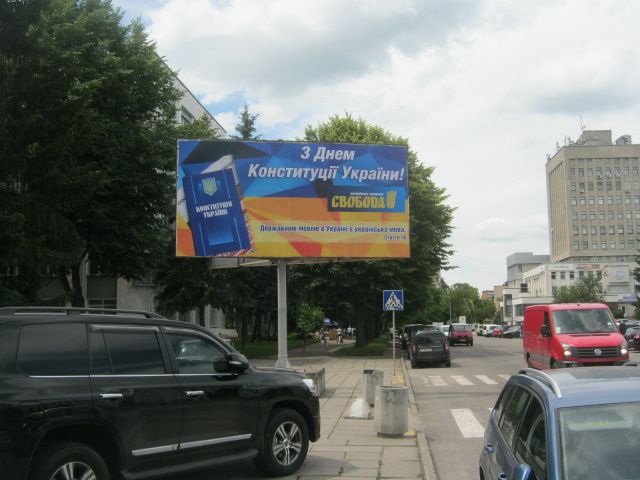 З Днем
Конституції України!
КОНСТИТУЦІЯ
УКРАЇНИ
СВОБОДА
Державною мовою в Україні є українська мова.
Стаття 10